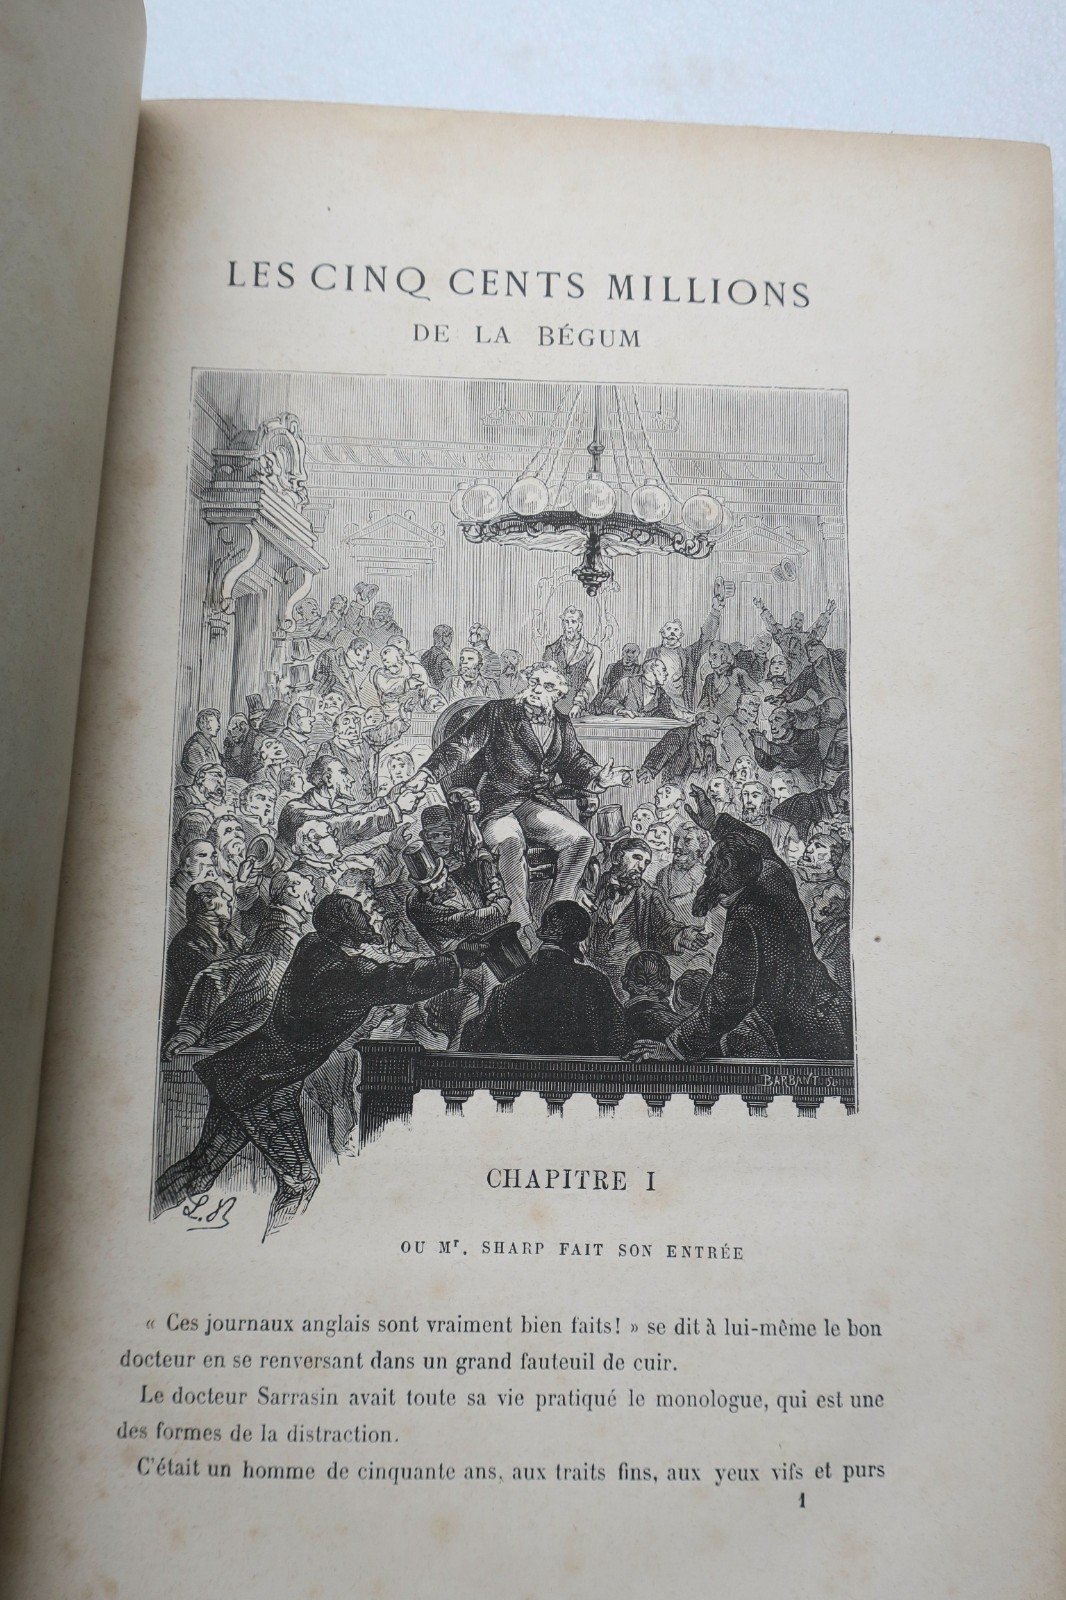 LES CINQ CENTS MILLIONS
DE LA BÉGUM
BARBAVT Sc
L. B
CHAPITRE I
OU Mr. SHARP FAIT SON ENTRÉE
« Ces journaux anglais sont vraiment bien faits! » se dit à lui-même le bon
docteur en se renversant dans un grand fauteuil de cuir.
Le docteur Sarrasin avait toute sa vie pratiqué le monologue, qui est une
des formes de la distraction.
C'était un homme de cinquante ans, aux traits fins, aux yeux vifs et purs
1